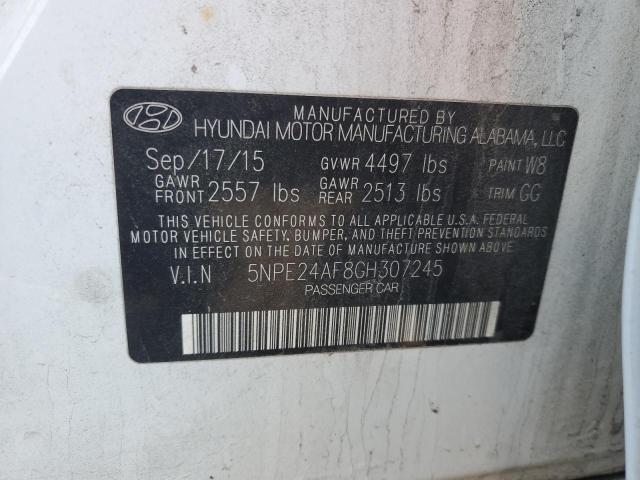 MANUFACTURED BY
HYUNDAI MOTOR MANUFACTURING ALABAMA, LLC
Sep/17/15 GVWR 4497 lbs PAINT W8
GAWR FRONT 2557 lbs GAWR REAR 2513 lbs TRIM GG
THIS VEHICLE CONFORMS TO ALL APPLICABLE U.S.A. FEDERAL
MOTOR VEHICLE SAFETY, BUMPER, AND THEFT PREVENTION STANDARDS
IN EFFECT ON THE DATE OF MANUFACTURE SHOWN ABOVE.
V.I.N 5NPE24AF8GH307245
PASSENGER CAR